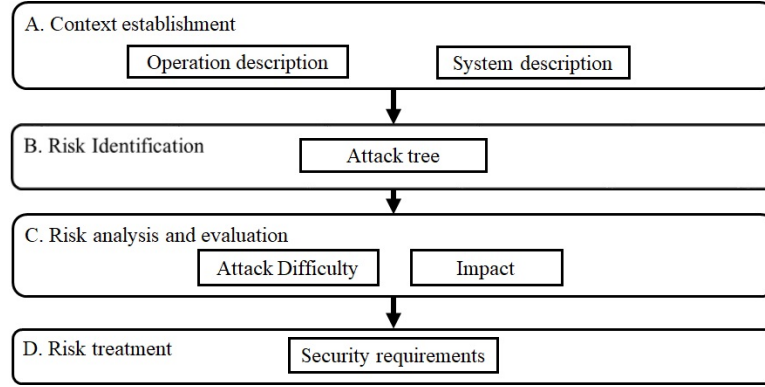 A. Context establishment
Operation description
System description
B. Risk Identification
Attack tree
C. Risk analysis and evaluation
Attack Difficulty
Impact
D. Risk treatment
Security requirements